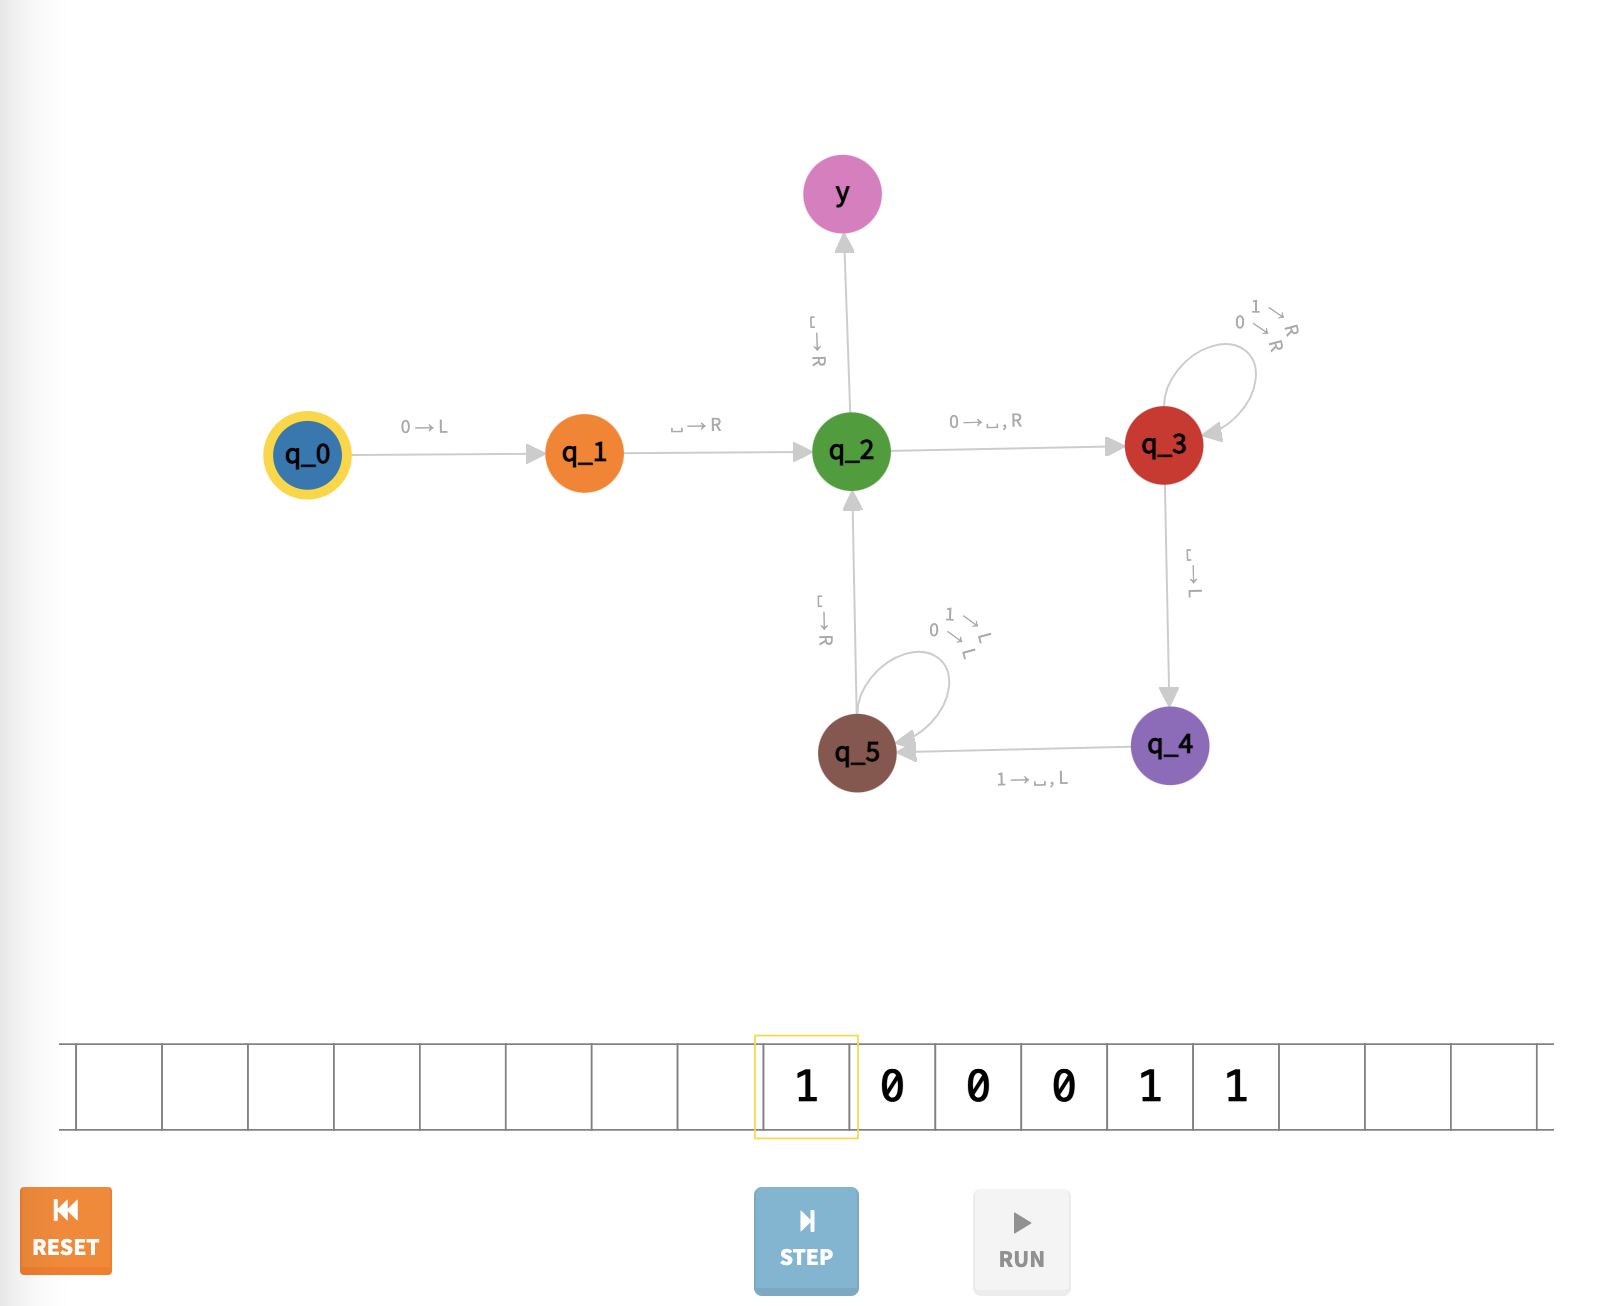 y
␣→R
1→R
0→R
0→L
␣→R
0→␣,R
q_0
q_1
q_2
q_3
␣→L
␣→R
1→L
0→L
q_5
q_4
1→␣,L
1 0 0 0 1 1
RESET
STEP
RUN